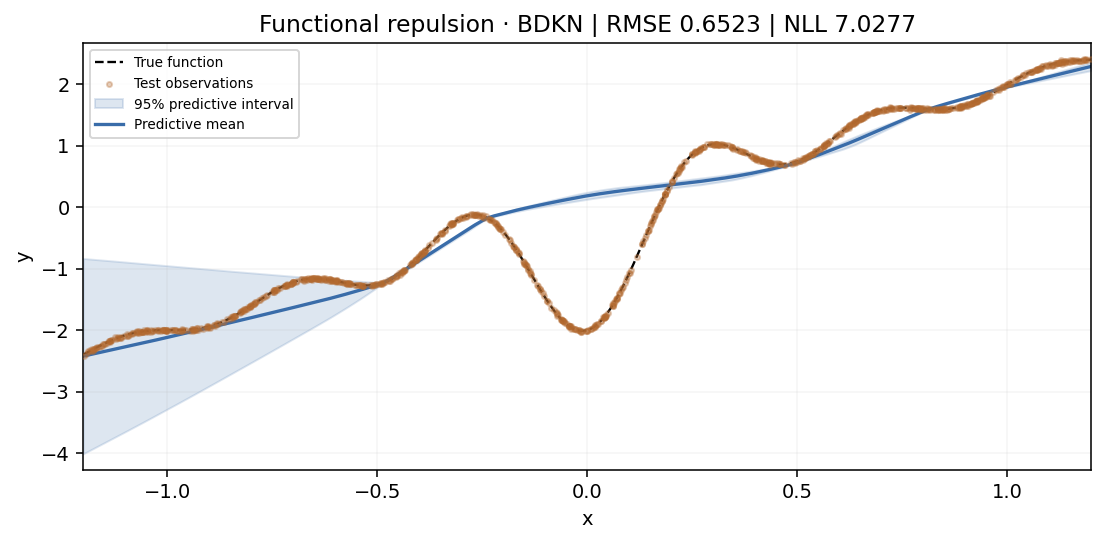 Functional repulsion · BDKN | RMSE 0.6523 | NLL 7.0277
True function
Test observations
95% predictive interval
Predictive mean
y
2
1
0
−1
−2
−3
−4
−1.0
−0.5
0.0
0.5
1.0
x